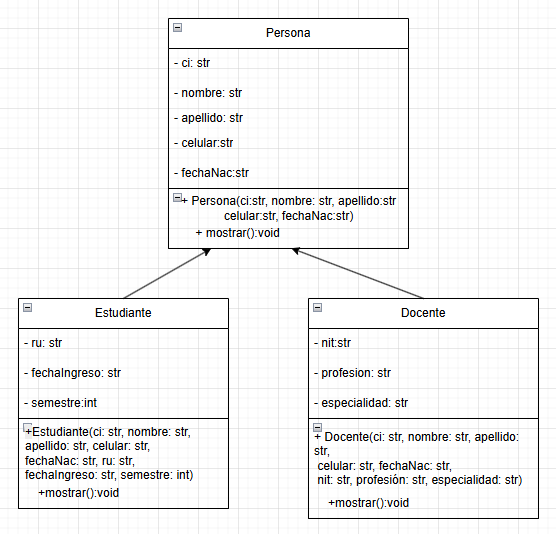 Persona
- ci: str
- nombre: str
- apellido: str
- celular:str
- fechaNac:str
+ Persona(ci:str, nombre: str, apellido:str
celular:str, fechaNac:str)
+ mostrar():void
Estudiante
- ru: str
- fechaIngreso: str
- semestre:int
+Estudiante(ci: str, nombre: str,
apellido: str, celular: str,
fechaNac: str, ru: str,
fechaIngreso: str, semestre: int)
+mostrar():void
Docente
- nit:str
- profesion: str
- especialidad: str
+ Docente(ci: str, nombre: str, apellido:
str,
celular: str, fechaNac: str,
nit: str, profesión: str, especialidad: str)
+mostrar():void